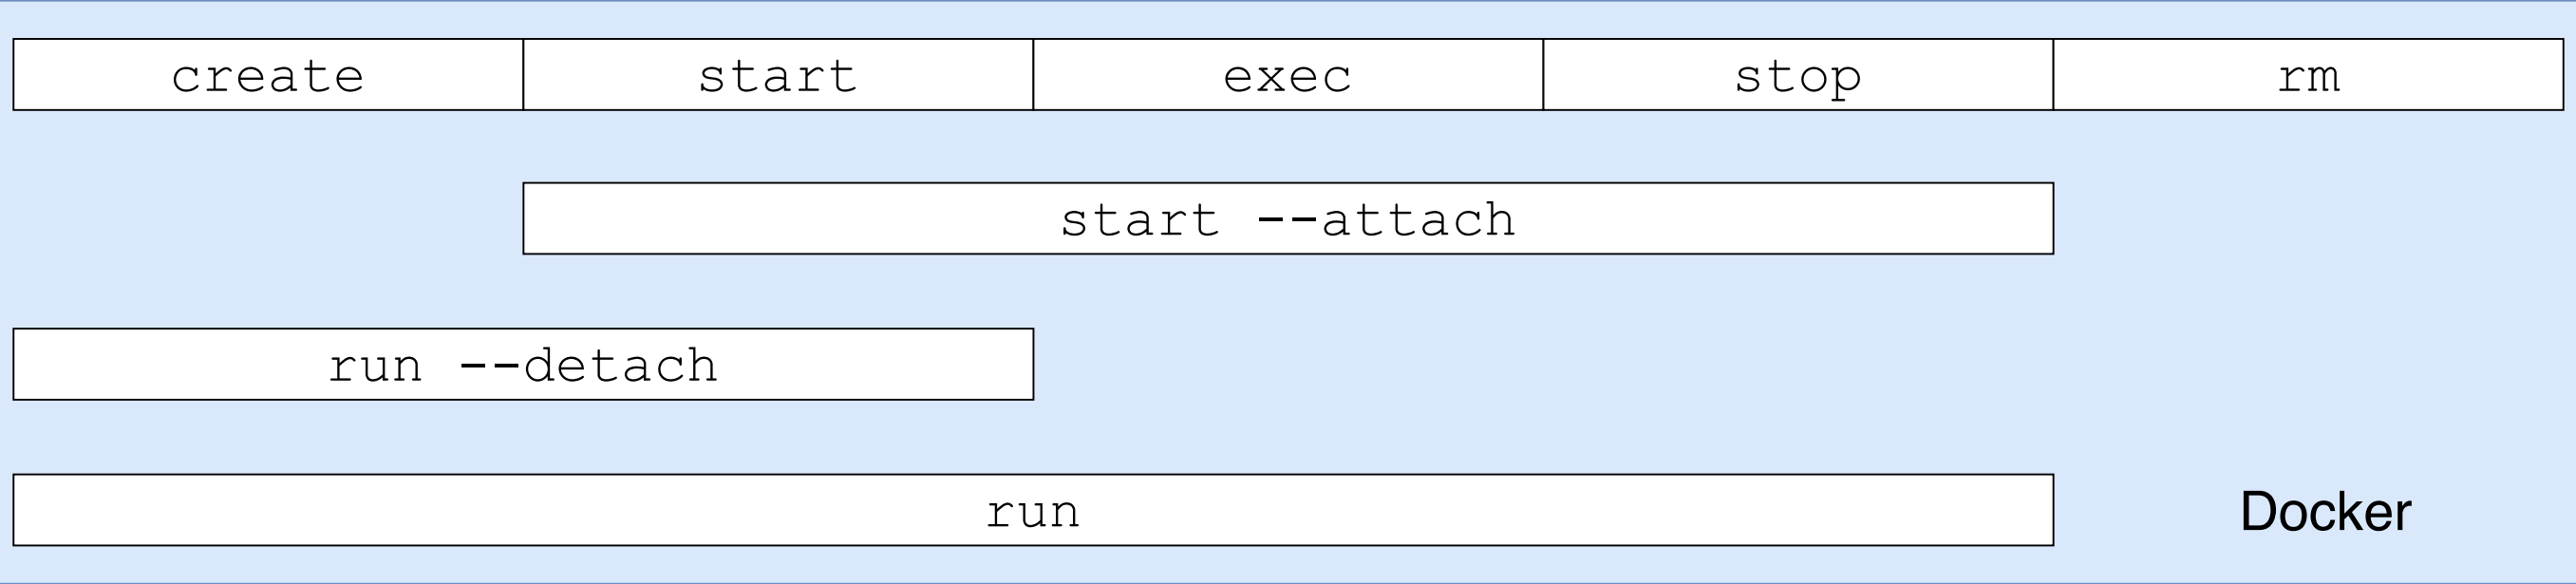 create start exec stop rm
start --attach
run --detach
run Docker